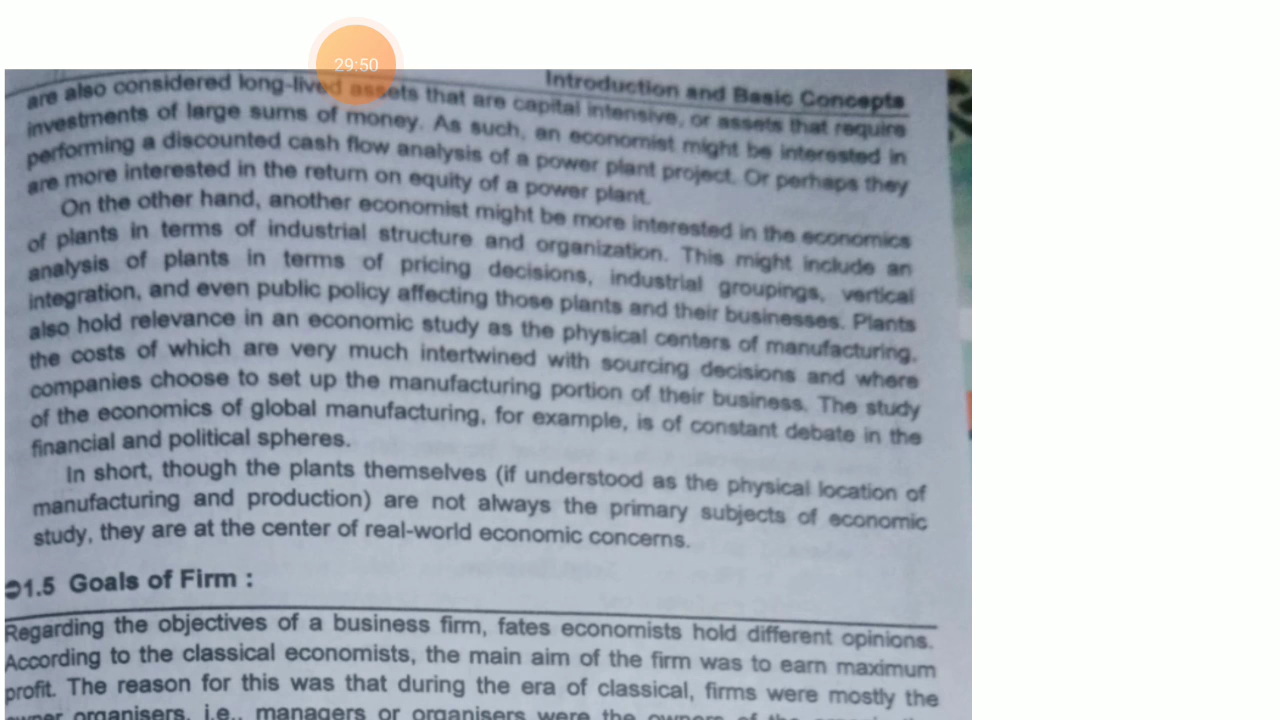 29:50
Introduction and Basic Concepts
are also considered long-lived assets that are capital intensive, or assets that require
investments of large sums of money. As such, an economist might be interested in
performing a discounted cash flow analysis of a power plant project. Or perhaps they
are more interested in the return on equity of a power plant.
On the other hand, another economist might be more interested in the economics
of plants in terms of industrial structure and organization. This might include an
analysis of plants in terms of pricing decisions, industrial groupings, vertical
integration, and even public policy affecting those plants and their businesses. Plants
also hold relevance in an economic study as the physical centers of manufacturing,
the costs of which are very much intertwined with sourcing decisions and where
companies choose to set up the manufacturing portion of their business. The study
of the economics of global manufacturing, for example, is of constant debate in the
financial and political spheres.
In short, though the plants themselves (if understood as the physical location of
manufacturing and production) are not always the primary subjects of economic
study, they are at the center of real-world economic concerns.
1.5 Goals of Firm :
Regarding the objectives of a business firm, fates economists hold different opinions.
According to the classical economists, the main aim of the firm was to earn maximum
profit. The reason for this was that during the era of classical, firms were mostly the
owner organisers, i.e., managers or organisers were the owners of the